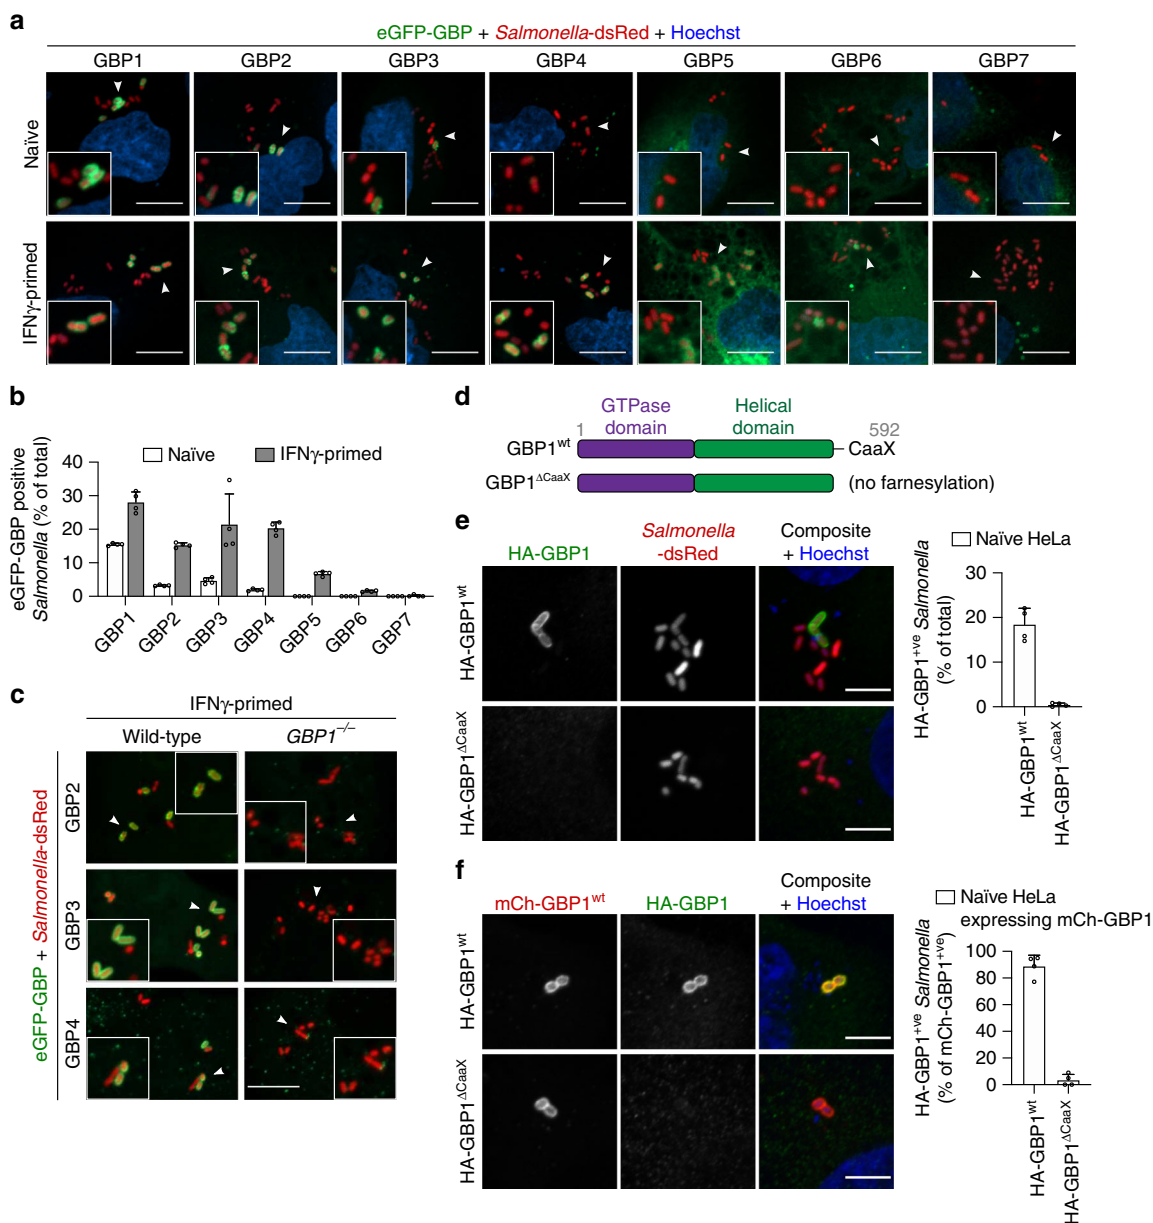 a
eGFP-GBP + Salmonella-dsRed + Hoechst
GBP1 GBP2 GBP3 GBP4 GBP5 GBP6 GBP7
Naïve
IFNγ-primed
b
eGFP-GBP positive
Salmonella (% of total)
Naïve IFNγ-primed
40
30
20
10
0
GBP1 GBP2 GBP3 GBP4 GBP5 GBP6 GBP7
c
IFNγ-primed
Wild-type GBP1–/–
eGFP-GBP + Salmonella-dsRed
GBP2
GBP3
GBP4
d
GTPase domain
Helical domain
1 592
GBP1wt CaaX
GBP1ΔCaaX (no farnesylation)
e
HA-GBP1
Salmonella
-dsRed
Composite
+ Hoechst
HA-GBP1wt
HA-GBP1ΔCaaX
Naïve HeLa
HA-GBP1+ve Salmonella
(% of total)
30
20
10
0
HA-GBP1wt
HA-GBP1ΔCaaX
f
mCh-GBP1wt
HA-GBP1
Composite
+ Hoechst
HA-GBP1wt
HA-GBP1ΔCaaX
Naïve HeLa
expressing mCh-GBP1
HA-GBP1+ve Salmonella
(% of mCh-GBP1+ve)
100
80
60
40
20
0
HA-GBP1wt
HA-GBP1ΔCaaX